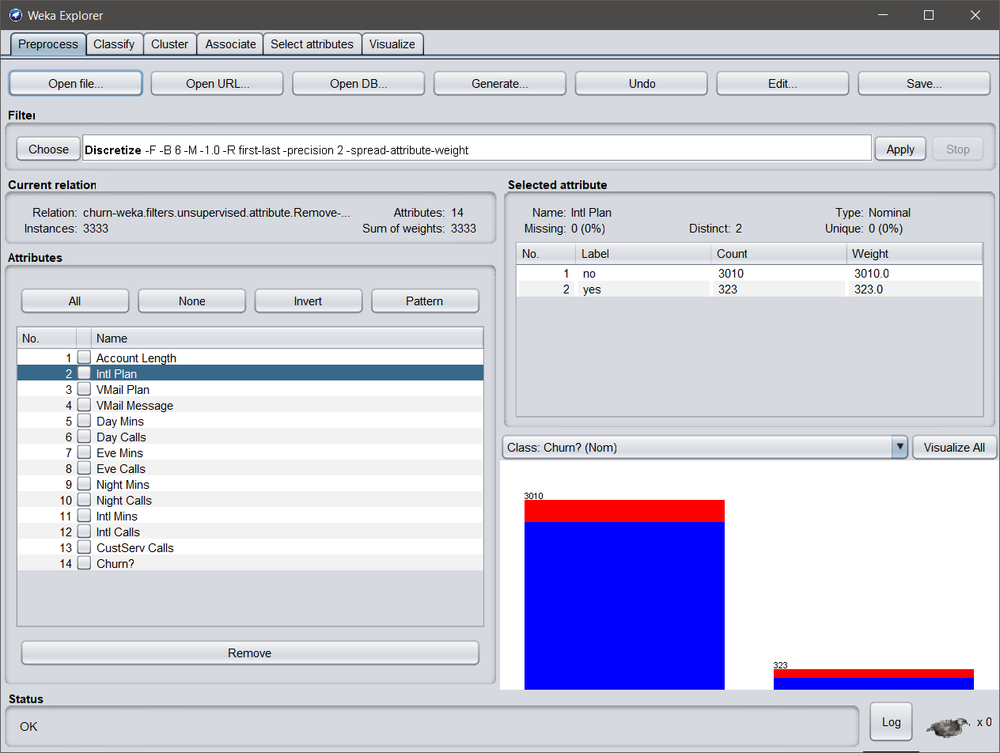 Weka Explorer
Preprocess Classify Cluster Associate Select attributes Visualize
Open file... Open URL... Open DB... Generate... Undo Edit... Save...
Filter
Choose Discretize -F -B 6 -M -1.0 -R first-last -precision 2 -spread-attribute-weight Apply Stop
Current relation
Relation: churn-weka.filters.unsupervised.attribute.Remove-... Attributes: 14
Instances: 3333 Sum of weights: 3333
Attributes
All None Invert Pattern
No. Name
1 Account Length
2 Intl Plan
3 VMail Plan
4 VMail Message
5 Day Mins
6 Day Calls
7 Eve Mins
8 Eve Calls
9 Night Mins
10 Night Calls
11 Intl Mins
12 Intl Calls
13 CustServ Calls
14 Churn?
Remove
Selected attribute
Name: Intl Plan Type: Nominal
Missing: 0 (0%) Distinct: 2 Unique: 0 (0%)
No. Label Count Weight
1 no 3010 3010.0
2 yes 323 323.0
Class: Churn? (Nom) Visualize All
3010
323
Status
OK
Log x 0